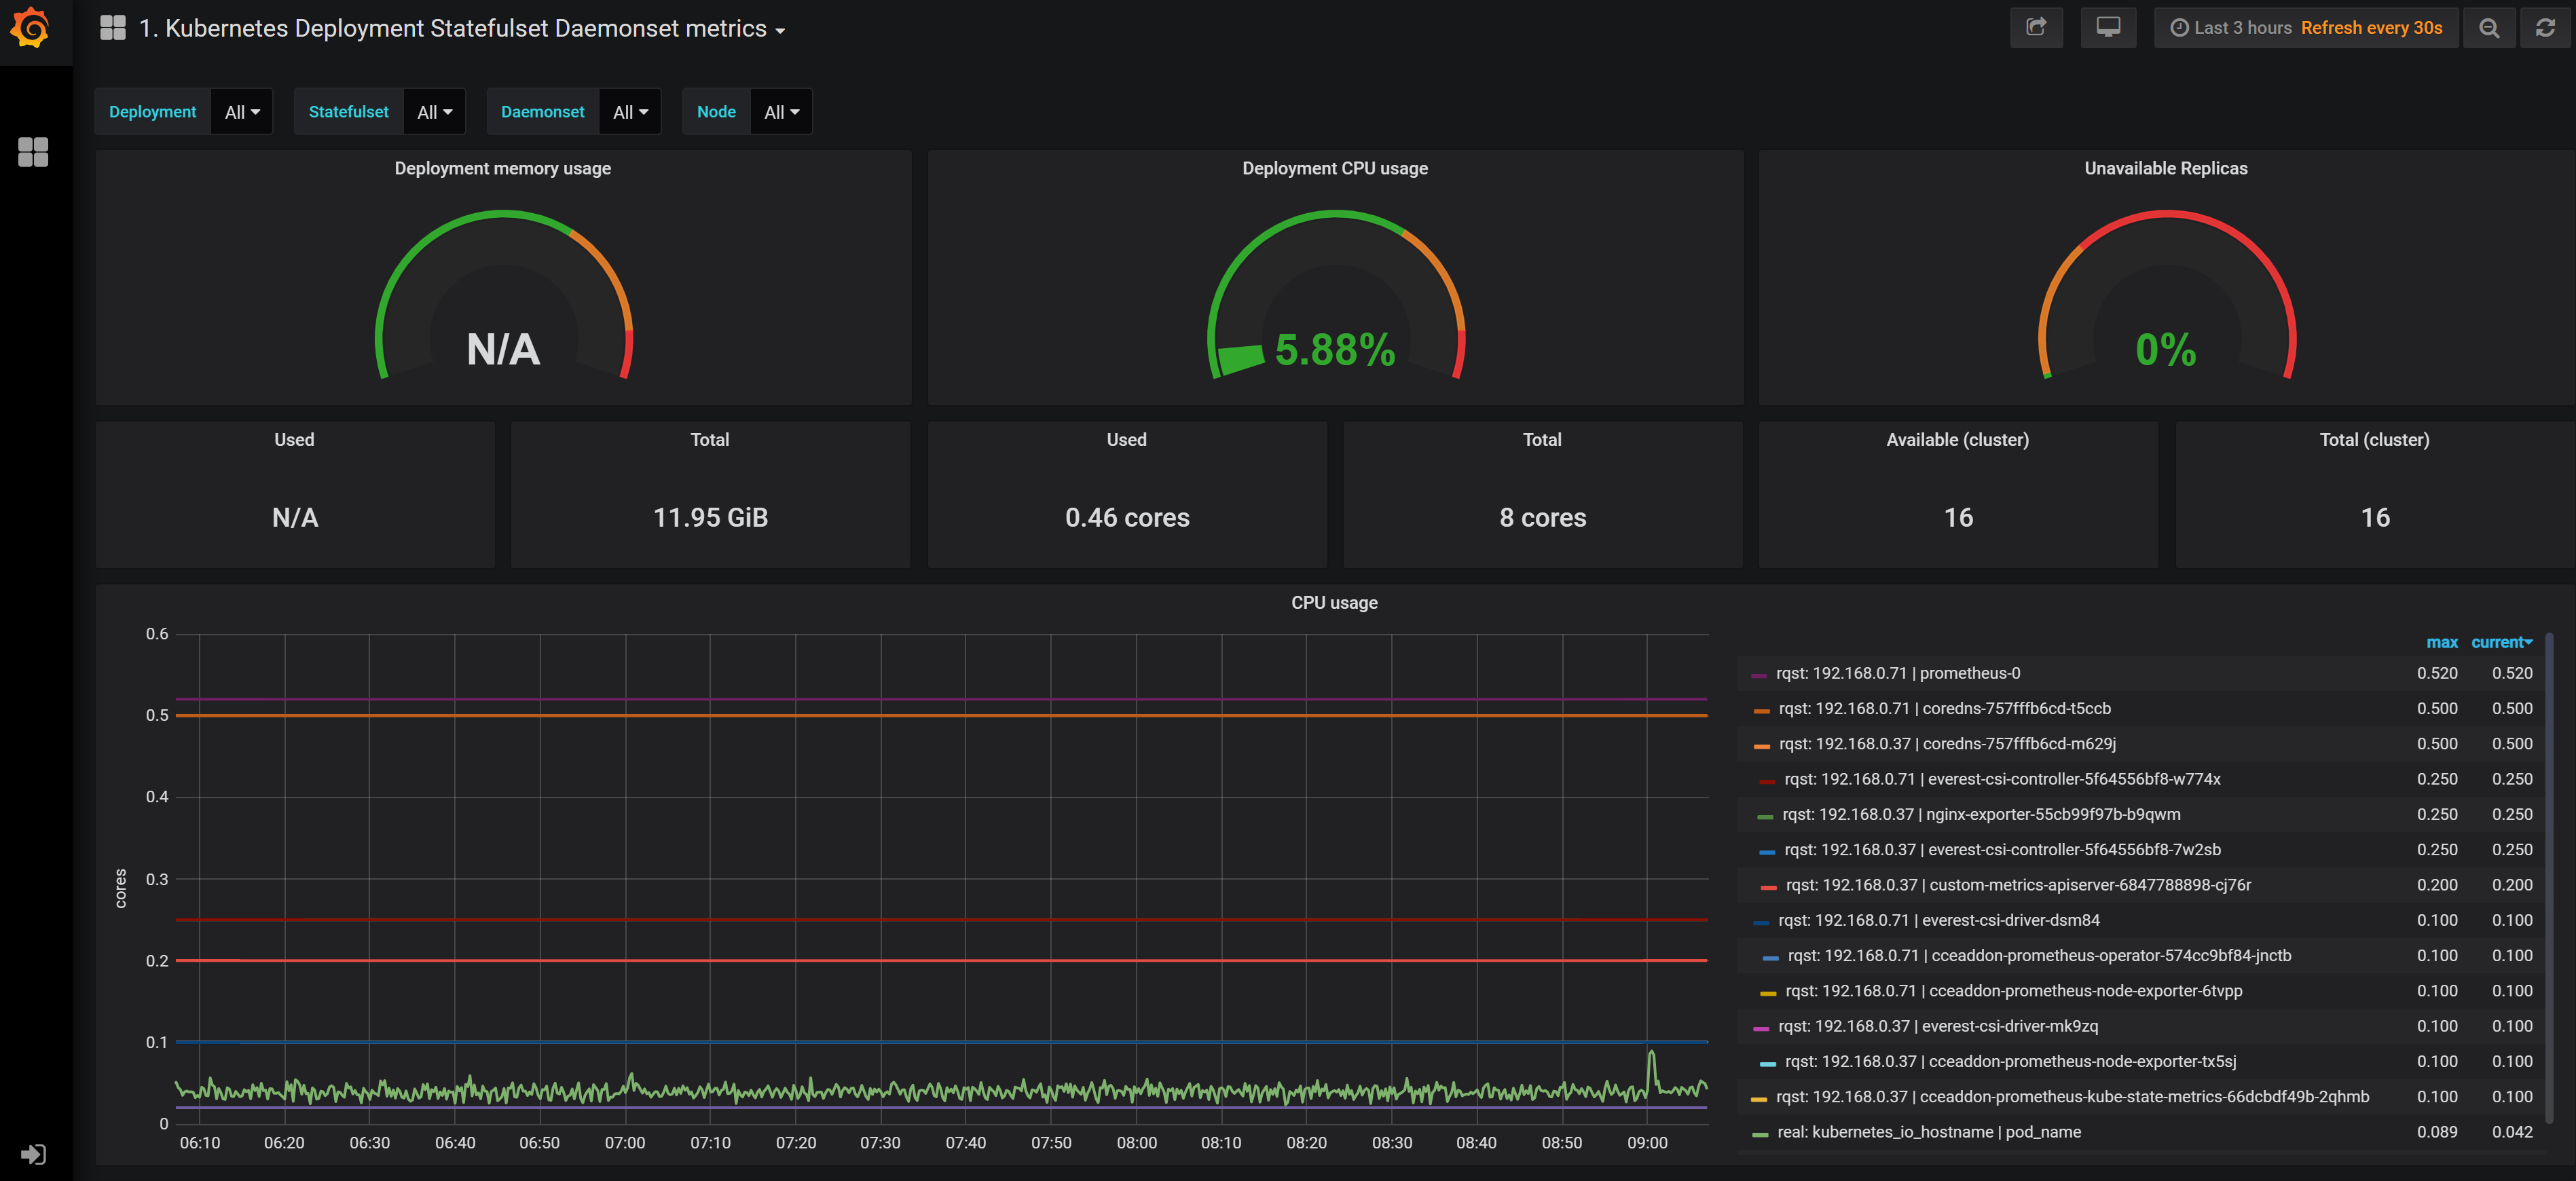 1. Kubernetes Deployment Statefulset Daemonset metrics
Last 3 hours Refresh every 30s
Deployment All Statefulset All Daemonset All Node All
Deployment memory usage
N/A
Deployment CPU usage
5.88%
Unavailable Replicas
0%
Used
N/A
Total
11.95 GiB
Used
0.46 cores
Total
8 cores
Available (cluster)
16
Total (cluster)
16
CPU usage
cores
0.6
0.5
0.4
0.3
0.2
0.1
0
06:10 06:20 06:30 06:40 06:50 07:00 07:10 07:20 07:30 07:40 07:50 08:00 08:10 08:20 08:30 08:40 08:50 09:00
max current
rqst: 192.168.0.71 | prometheus-0 0.520 0.520
rqst: 192.168.0.71 | coredns-757fffb6cd-t5ccb 0.500 0.500
rqst: 192.168.0.37 | coredns-757fffb6cd-m629j 0.500 0.500
rqst: 192.168.0.71 | everest-csi-controller-5f64556bf8-w774x 0.250 0.250
rqst: 192.168.0.37 | nginx-exporter-55cb99f97b-b9qwm 0.250 0.250
rqst: 192.168.0.37 | everest-csi-controller-5f64556bf8-7w2sb 0.250 0.250
rqst: 192.168.0.37 | custom-metrics-apiserver-6847788898-cj76r 0.200 0.200
rqst: 192.168.0.71 | everest-csi-driver-dsm84 0.100 0.100
rqst: 192.168.0.71 | cceaddon-prometheus-operator-574cc9bf84-jnctb 0.100 0.100
rqst: 192.168.0.71 | cceaddon-prometheus-node-exporter-6tvpp 0.100 0.100
rqst: 192.168.0.37 | everest-csi-driver-mk9zq 0.100 0.100
rqst: 192.168.0.37 | cceaddon-prometheus-node-exporter-tx5sj 0.100 0.100
rqst: 192.168.0.37 | cceaddon-prometheus-kube-state-metrics-66dcbdf49b-2qhmb 0.100 0.100
real: kubernetes_io_hostname | pod_name 0.089 0.042